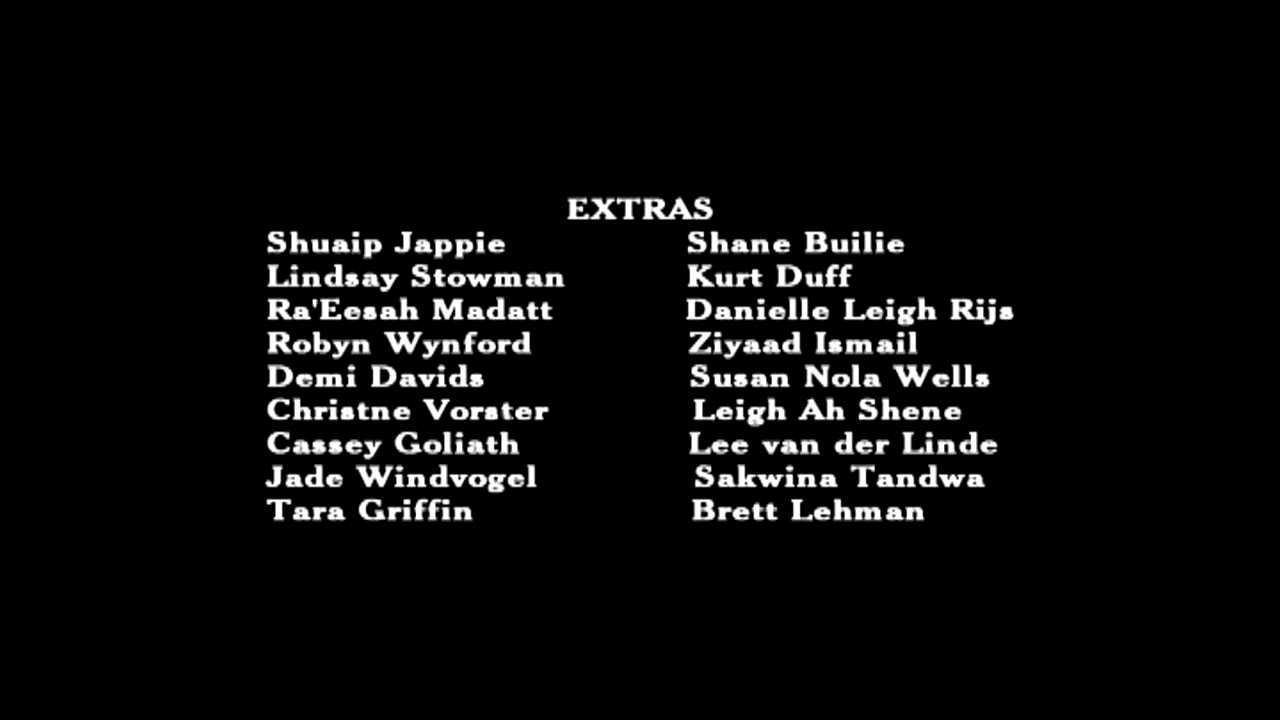 EXTRAS
Shuaip Jappie Shane Builie
Lindsay Stowman Kurt Duff
Ra'Eesah Madatt Danielle Leigh Rijs
Robyn Wynford Ziyaad Ismail
Demi Davids Susan Nola Wells
Christne Vorster Leigh Ah Shene
Cassey Goliath Lee van der Linde
Jade Windvogel Sakwina Tandwa
Tara Griffin Brett Lehman